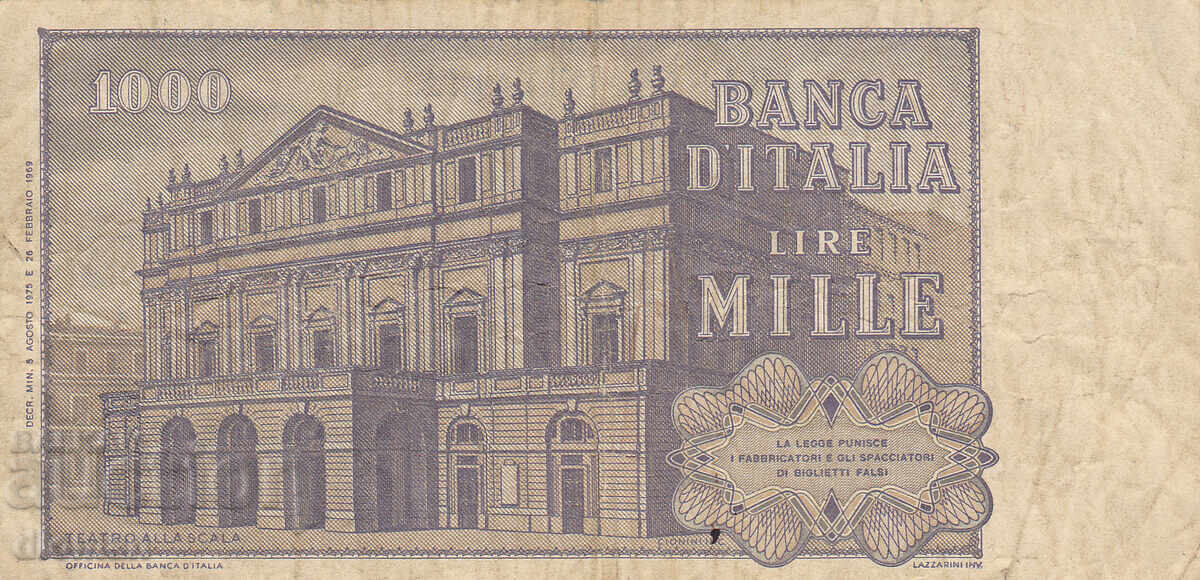 1000
BANCA
D'ITALIA
LIRE
MILLE
DECR. MIN. 5 AGOSTO 1975 E 26 FEBBRAIO 1969
LA LEGGE PUNISCE
I FABBRICATORI E GLI SPACCIATORI
DI BIGLIETTI FALSI
TEATRO ALLA SCALA
OFFICINA DELLA BANCA D'ITALIA
LAZZARINI INV.